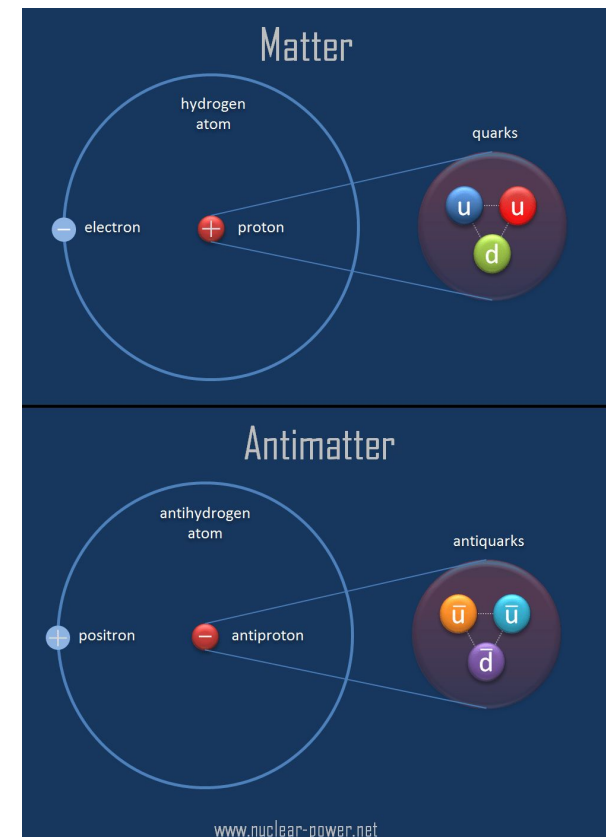 Matter
hydrogen
atom
quarks
u
u
− electron
+ proton
d
Antimatter
antihydrogen
atom
antiquarks
u̅
u̅
+ positron
− antiproton
d̅
www.nuclear-power.net